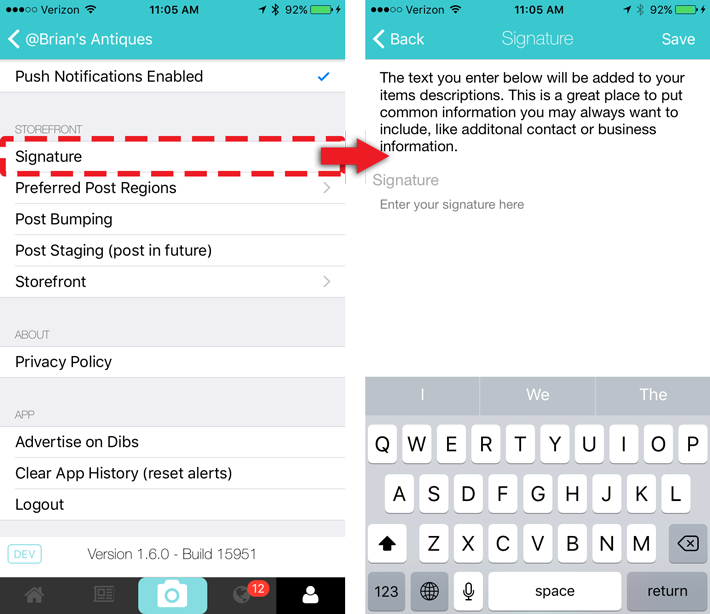 Verizon 11:05 AM 92%
@Brian's Antiques
Push Notifications Enabled
STOREFRONT
Signature
Preferred Post Regions
Post Bumping
Post Staging (post in future)
Storefront
ABOUT
Privacy Policy
APP
Advertise on Dibs
Clear App History (reset alerts)
Logout
DEV Version 1.6.0 - Build 15951
12
Verizon 11:05 AM 92%
Back Signature Save
The text you enter below will be added to your
items descriptions. This is a great place to put
common information you may always want to
include, like additonal contact or business
information.
Signature
Enter your signature here
I We The
Q W E R T Y U I O P
A S D F G H J K L
Z X C V B N M
123 space return